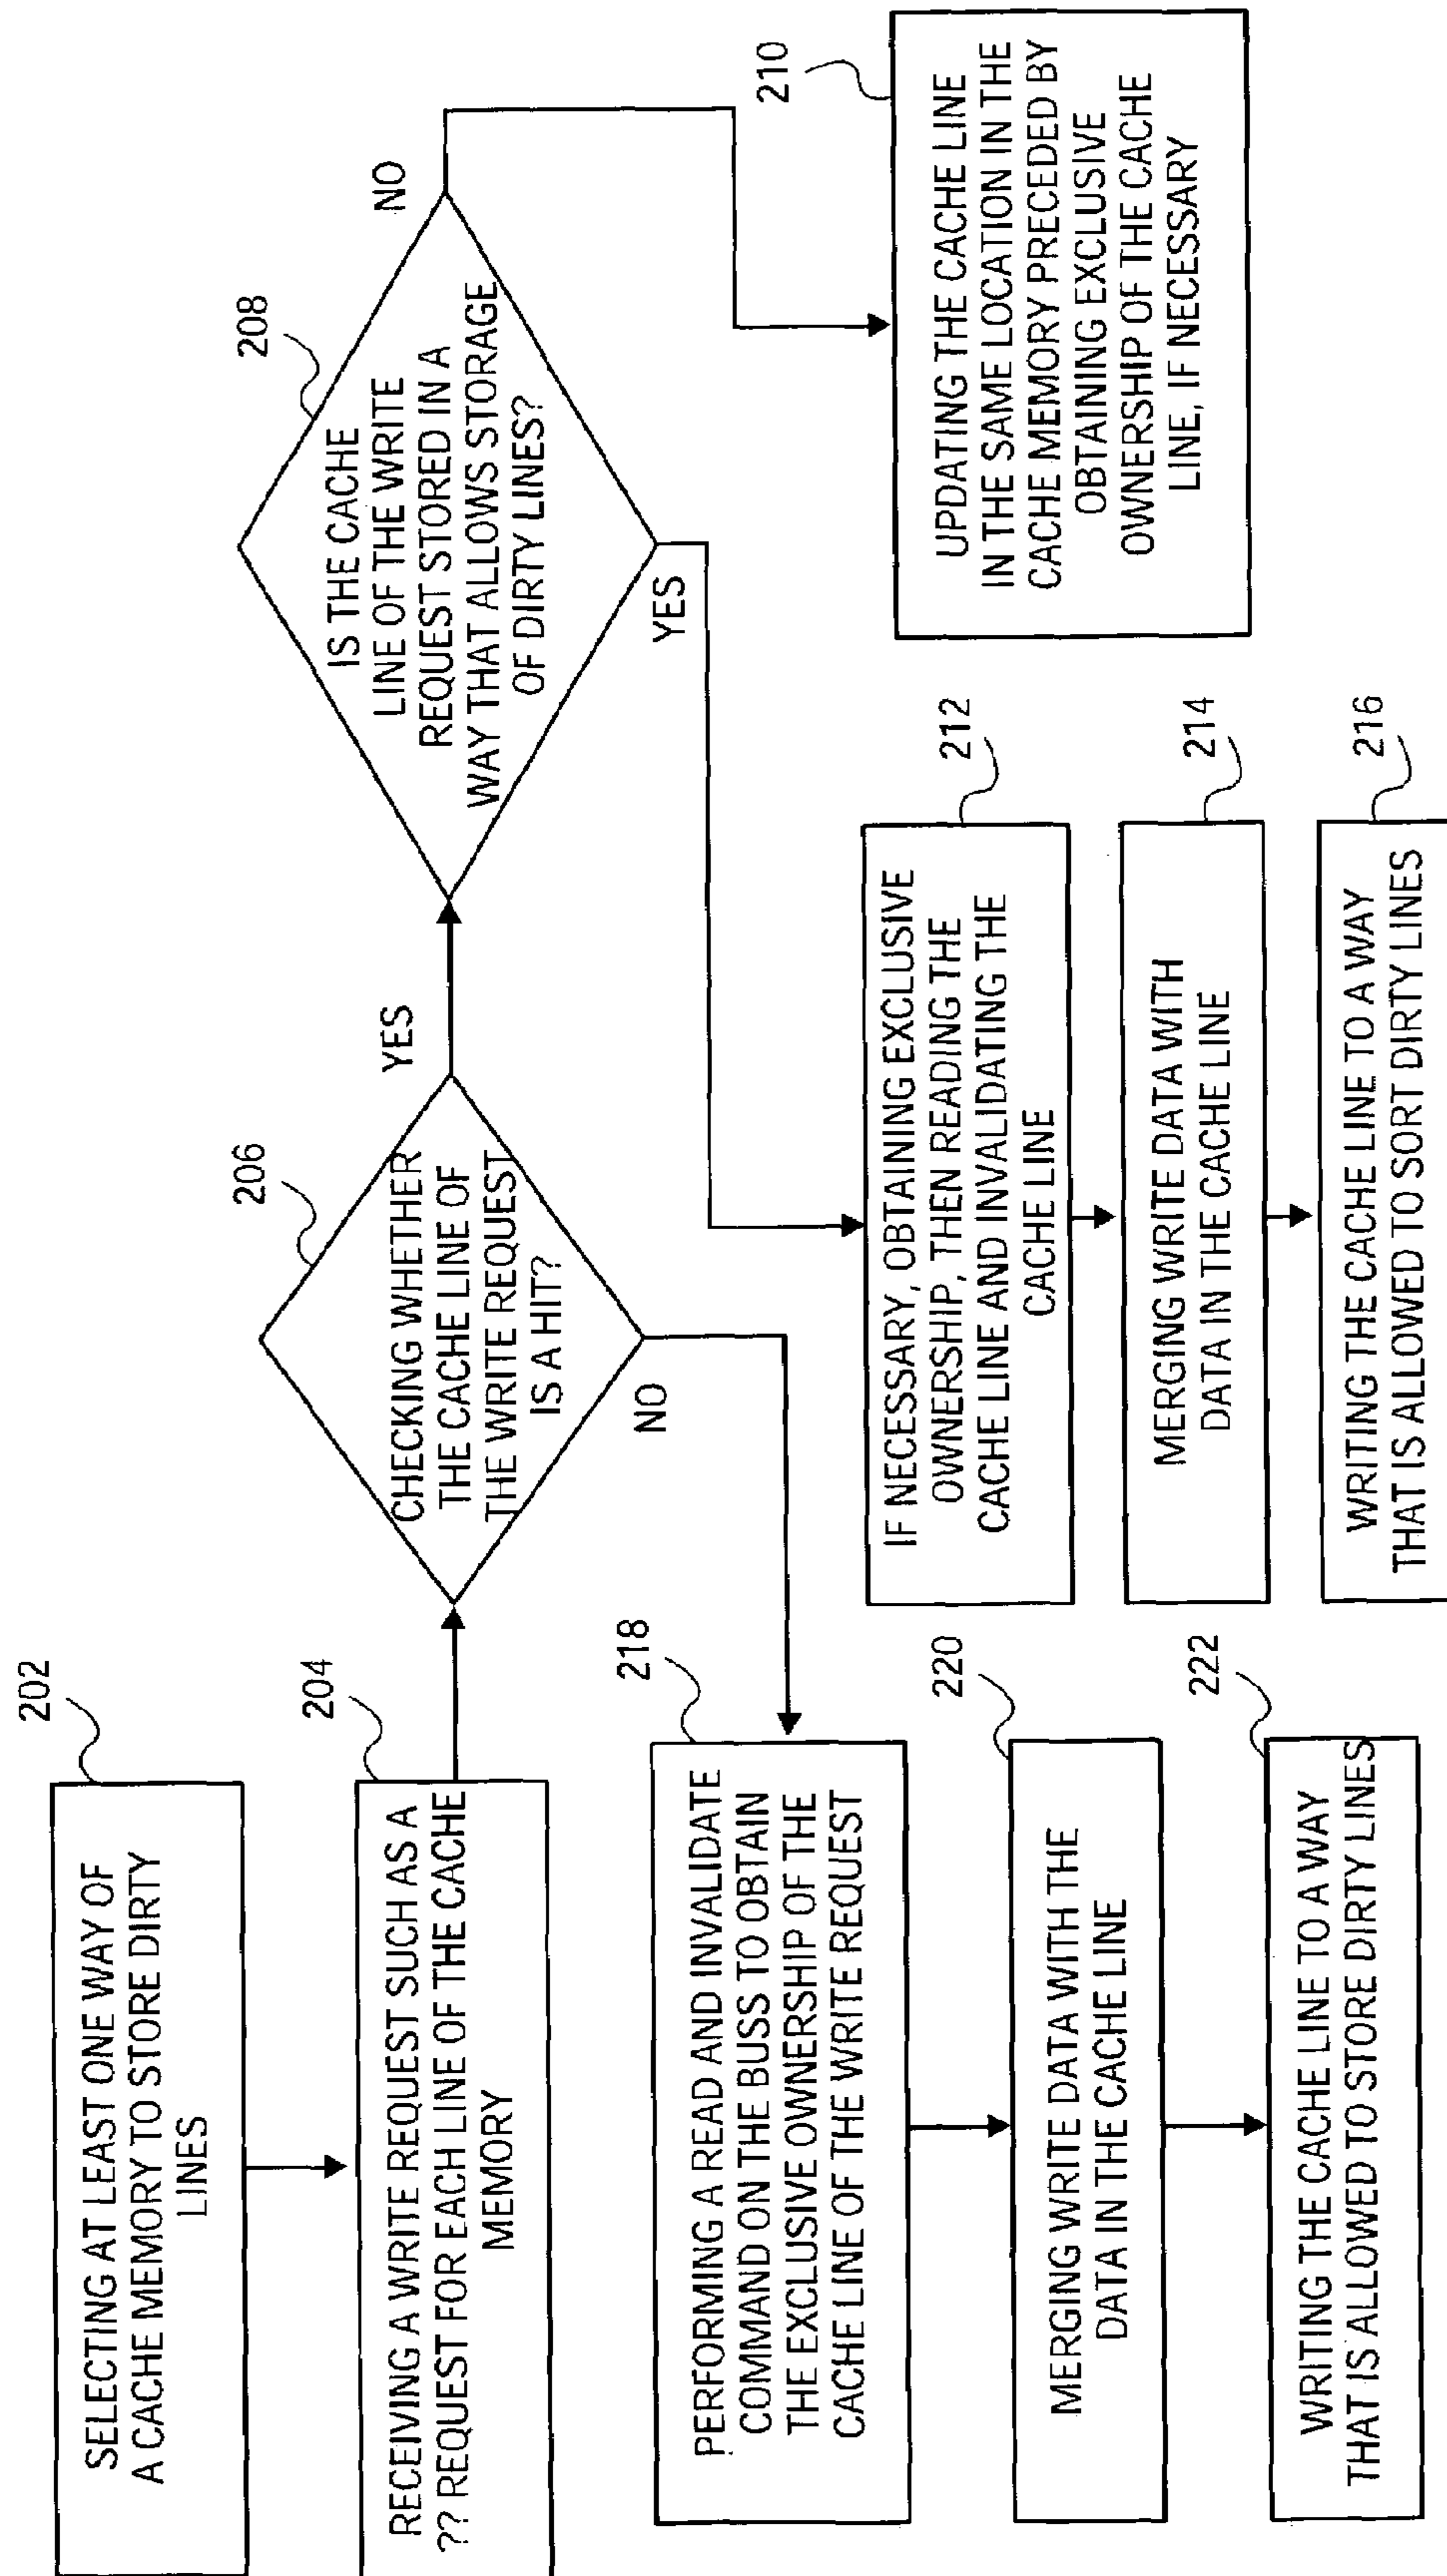 202
SELECTING AT LEAST ONE WAY OF
A CACHE MEMORY TO STORE DIRTY
LINES
204
RECEIVING A WRITE REQUEST SUCH AS A
?? REQUEST FOR EACH LINE OF THE CACHE
MEMORY
206
CHECKING WHETHER
THE CACHE LINE OF
THE WRITE REQUEST
IS A HIT?
YES
NO
208
IS THE CACHE
LINE OF THE WRITE
REQUEST STORED IN A
WAY THAT ALLOWS STORAGE
OF DIRTY LINES?
NO
YES
210
UPDATING THE CACHE LINE
IN THE SAME LOCATION IN THE
CACHE MEMORY PRECEDED BY
OBTAINING EXCLUSIVE
OWNERSHIP OF THE CACHE
LINE, IF NECESSARY
212
IF NECESSARY, OBTAINING EXCLUSIVE
OWNERSHIP, THEN READING THE
CACHE LINE AND INVALIDATING THE
CACHE LINE
214
MERGING WRITE DATA WITH
DATA IN THE CACHE LINE
216
WRITING THE CACHE LINE TO A WAY
THAT IS ALLOWED TO SORT DIRTY LINES
218
PERFORMING A READ AND INVALIDATE
COMMAND ON THE BUSS TO OBTAIN
THE EXCLUSIVE OWNERSHIP OF THE
CACHE LINE OF THE WRITE REQUEST
220
MERGING WRITE DATA WITH THE
DATA IN THE CACHE LINE
222
WRITING THE CACHE LINE TO A WAY
THAT IS ALLOWED TO STORE DIRTY LINES